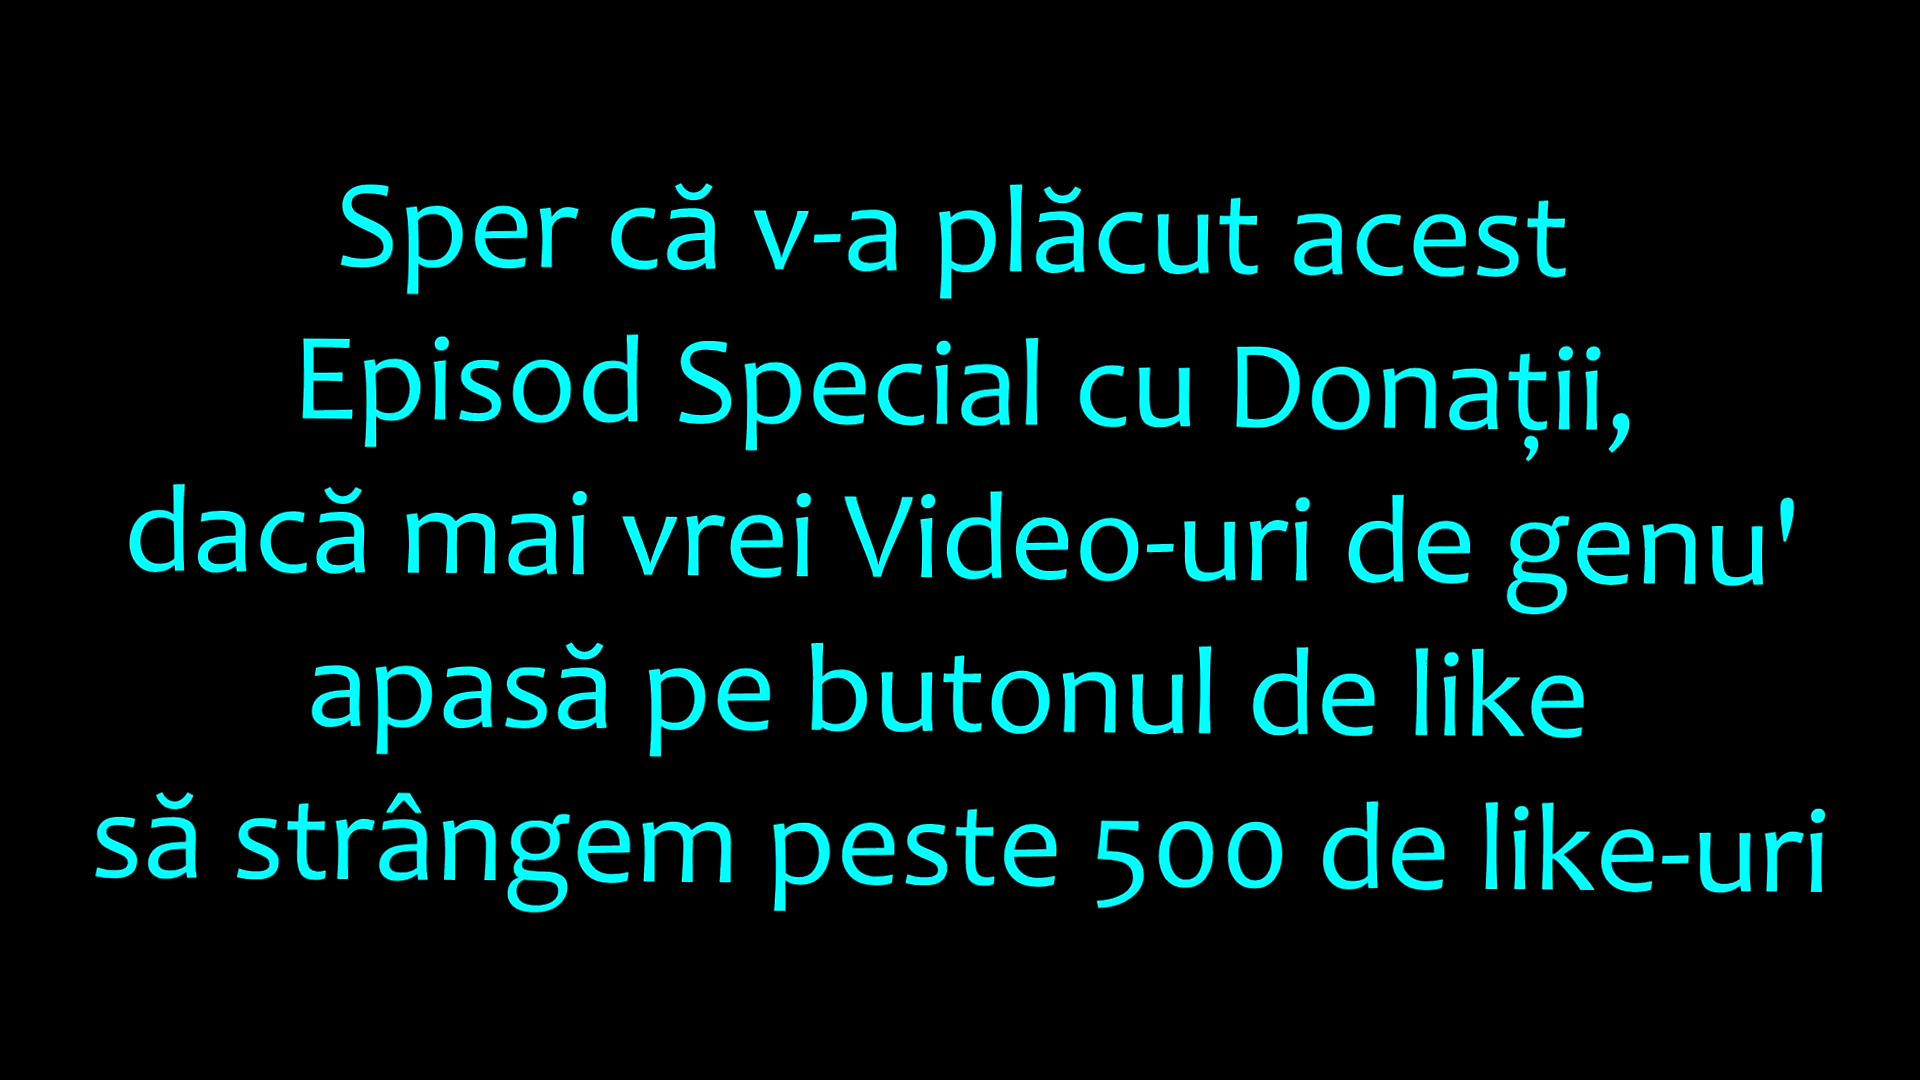 Sper că v-a plăcut acest
Episod Special cu Donații,
dacă mai vrei Video-uri de genu'
apasă pe butonul de like
să strângem peste 500 de like-uri